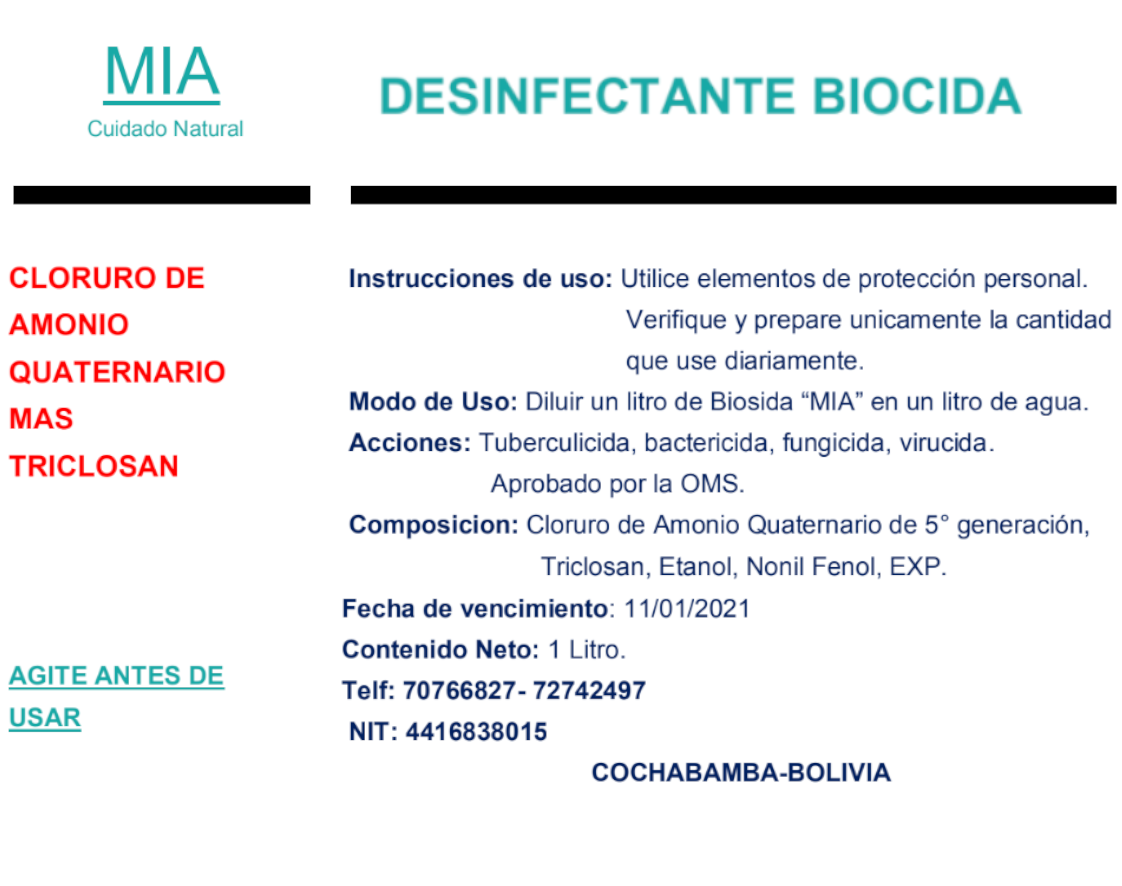 MIA
Cuidado Natural
DESINFECTANTE BIOCIDA
CLORURO DE
AMONIO
QUATERNARIO
MAS
TRICLOSAN
AGITE ANTES DE
USAR
Instrucciones de uso: Utilice elementos de protección personal.
Verifique y prepare unicamente la cantidad
que use diariamente.
Modo de Uso: Diluir un litro de Biosida “MIA” en un litro de agua.
Acciones: Tuberculicida, bactericida, fungicida, virucida.
Aprobado por la OMS.
Composicion: Cloruro de Amonio Quaternario de 5° generación,
Triclosan, Etanol, Nonil Fenol, EXP.
Fecha de vencimiento: 11/01/2021
Contenido Neto: 1 Litro.
Telf: 70766827- 72742497
NIT: 4416838015
COCHABAMBA-BOLIVIA